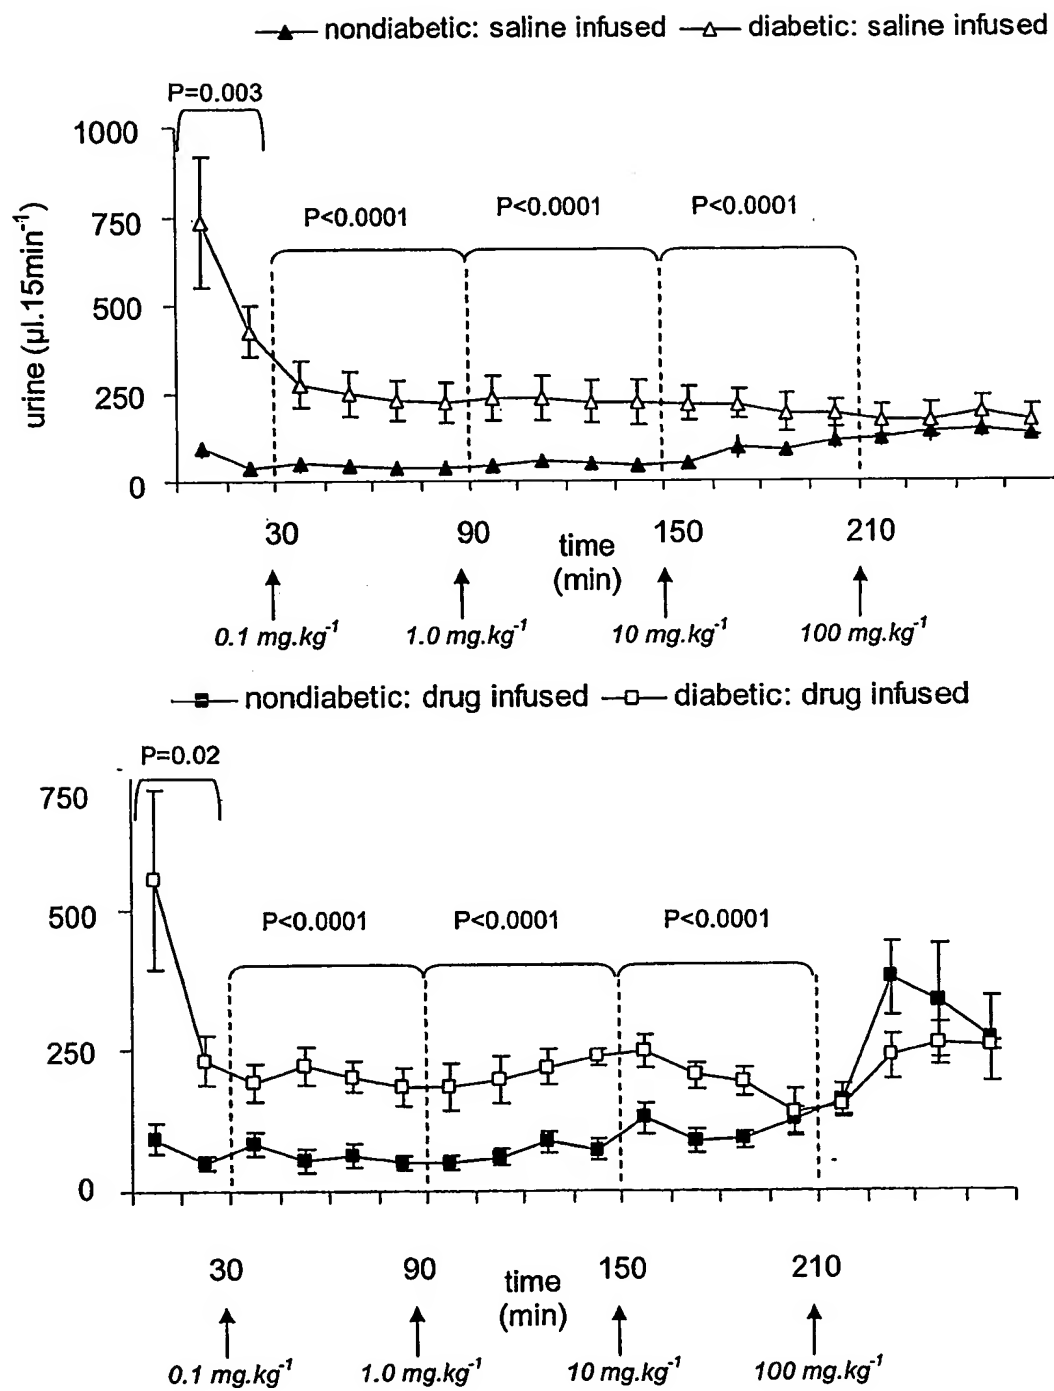 nondiabetic: saline infused diabetic: saline infused
P=0.003
1000
750
500
250
0
urine (µl.15min⁻¹)
P<0.0001 P<0.0001 P<0.0001
30 90 150 210
time
(min)
0.1 mg.kg⁻¹ 1.0 mg.kg⁻¹ 10 mg.kg⁻¹ 100 mg.kg⁻¹
nondiabetic: drug infused diabetic: drug infused
P=0.02
750
500
250
0
P<0.0001 P<0.0001 P<0.0001
30 90 150 210
time
(min)
0.1 mg.kg⁻¹ 1.0 mg.kg⁻¹ 10 mg.kg⁻¹ 100 mg.kg⁻¹